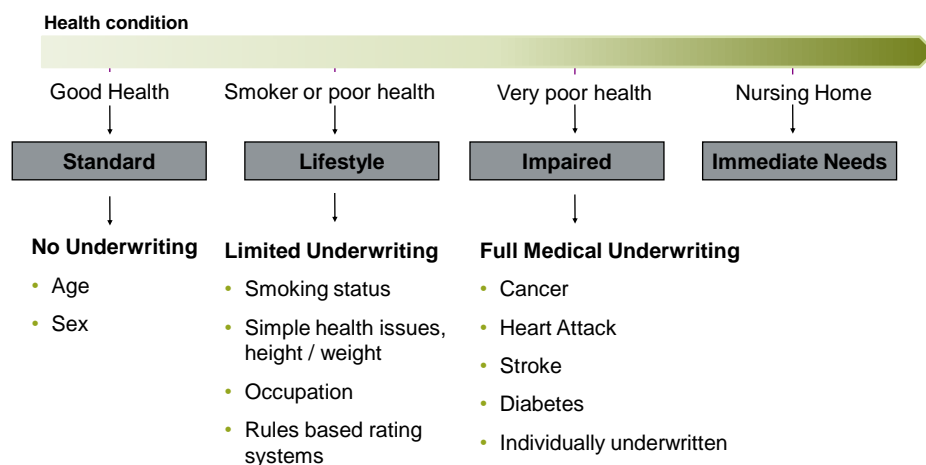 Health condition
Good Health
Smoker or poor health
Very poor health
Nursing Home
Standard
Lifestyle
Impaired
Immediate Needs
No Underwriting
• Age
• Sex
Limited Underwriting
• Smoking status
• Simple health issues,
height / weight
• Occupation
• Rules based rating
systems
Full Medical Underwriting
• Cancer
• Heart Attack
• Stroke
• Diabetes
• Individually underwritten